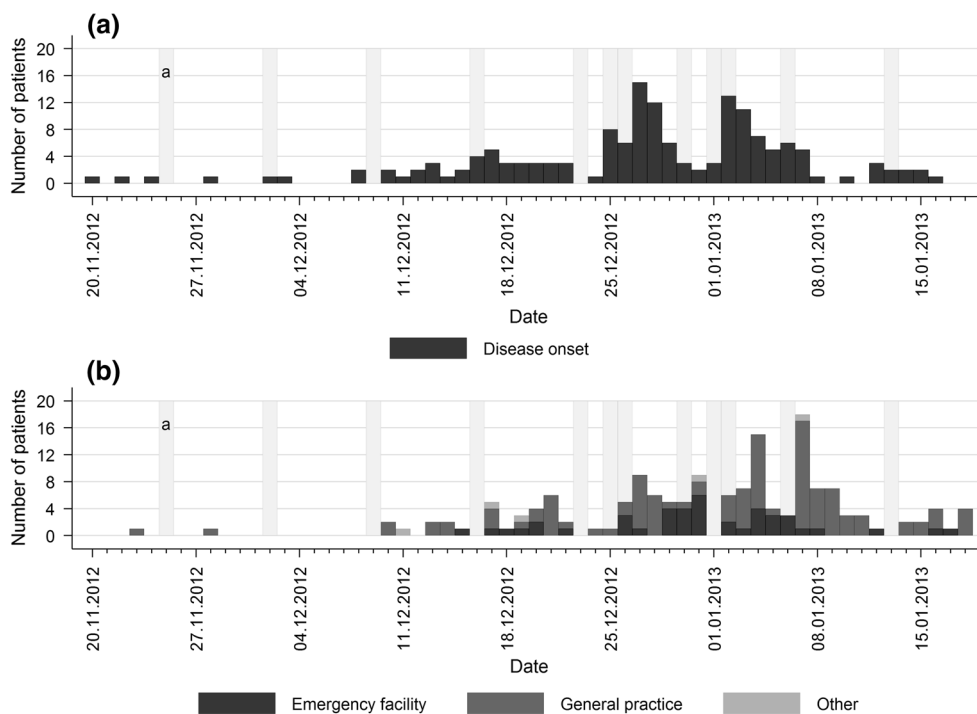 (a)
Number of patients
20
16
12
8
4
0
a
20.11.2012
27.11.2012
04.12.2012
11.12.2012
18.12.2012
25.12.2012
01.01.2013
08.01.2013
15.01.2013
Date
Disease onset
(b)
Number of patients
20
16
12
8
4
0
a
20.11.2012
27.11.2012
04.12.2012
11.12.2012
18.12.2012
25.12.2012
01.01.2013
08.01.2013
15.01.2013
Date
Emergency facility
General practice
Other